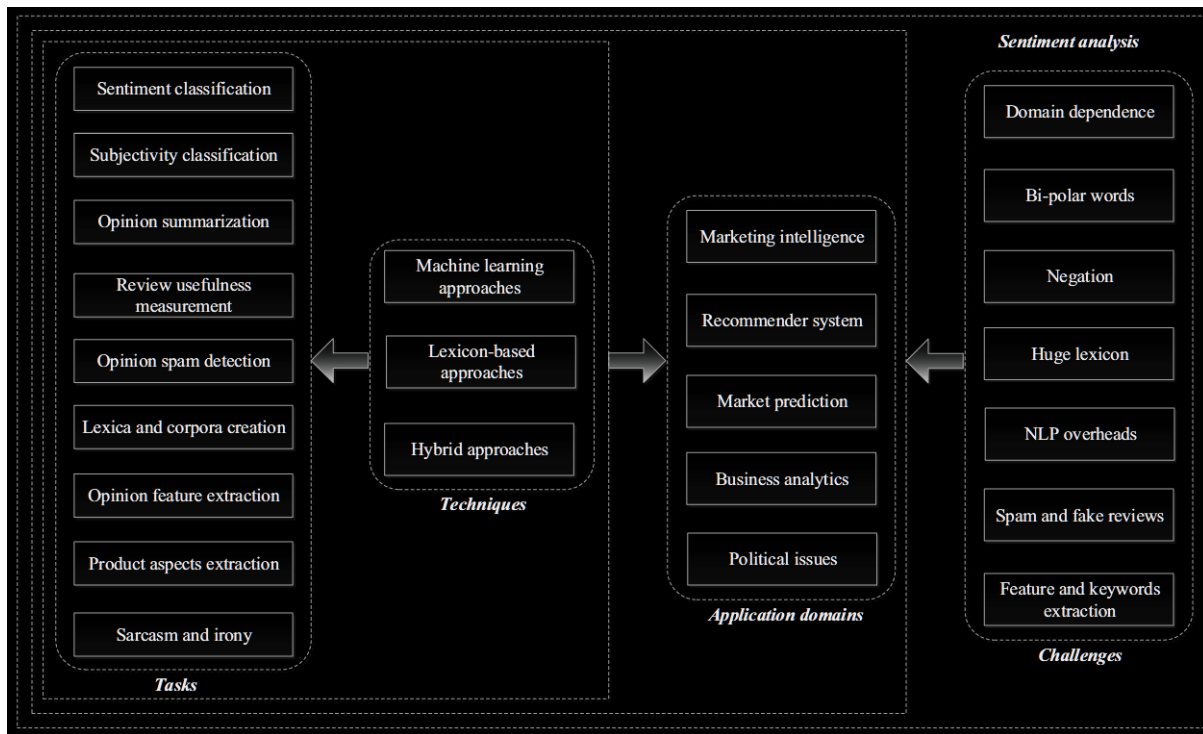 Sentiment analysis
Sentiment classification
Subjectivity classification
Opinion summarization
Review usefulness
measurement
Opinion spam detection
Lexica and corpora creation
Opinion feature extraction
Product aspects extraction
Sarcasm and irony
Tasks
Machine learning
approaches
Lexicon-based
approaches
Hybrid approaches
Techniques
Marketing intelligence
Recommender system
Market prediction
Business analytics
Political issues
Application domains
Domain dependence
Bi-polar words
Negation
Huge lexicon
NLP overheads
Spam and fake reviews
Feature and keywords
extraction
Challenges